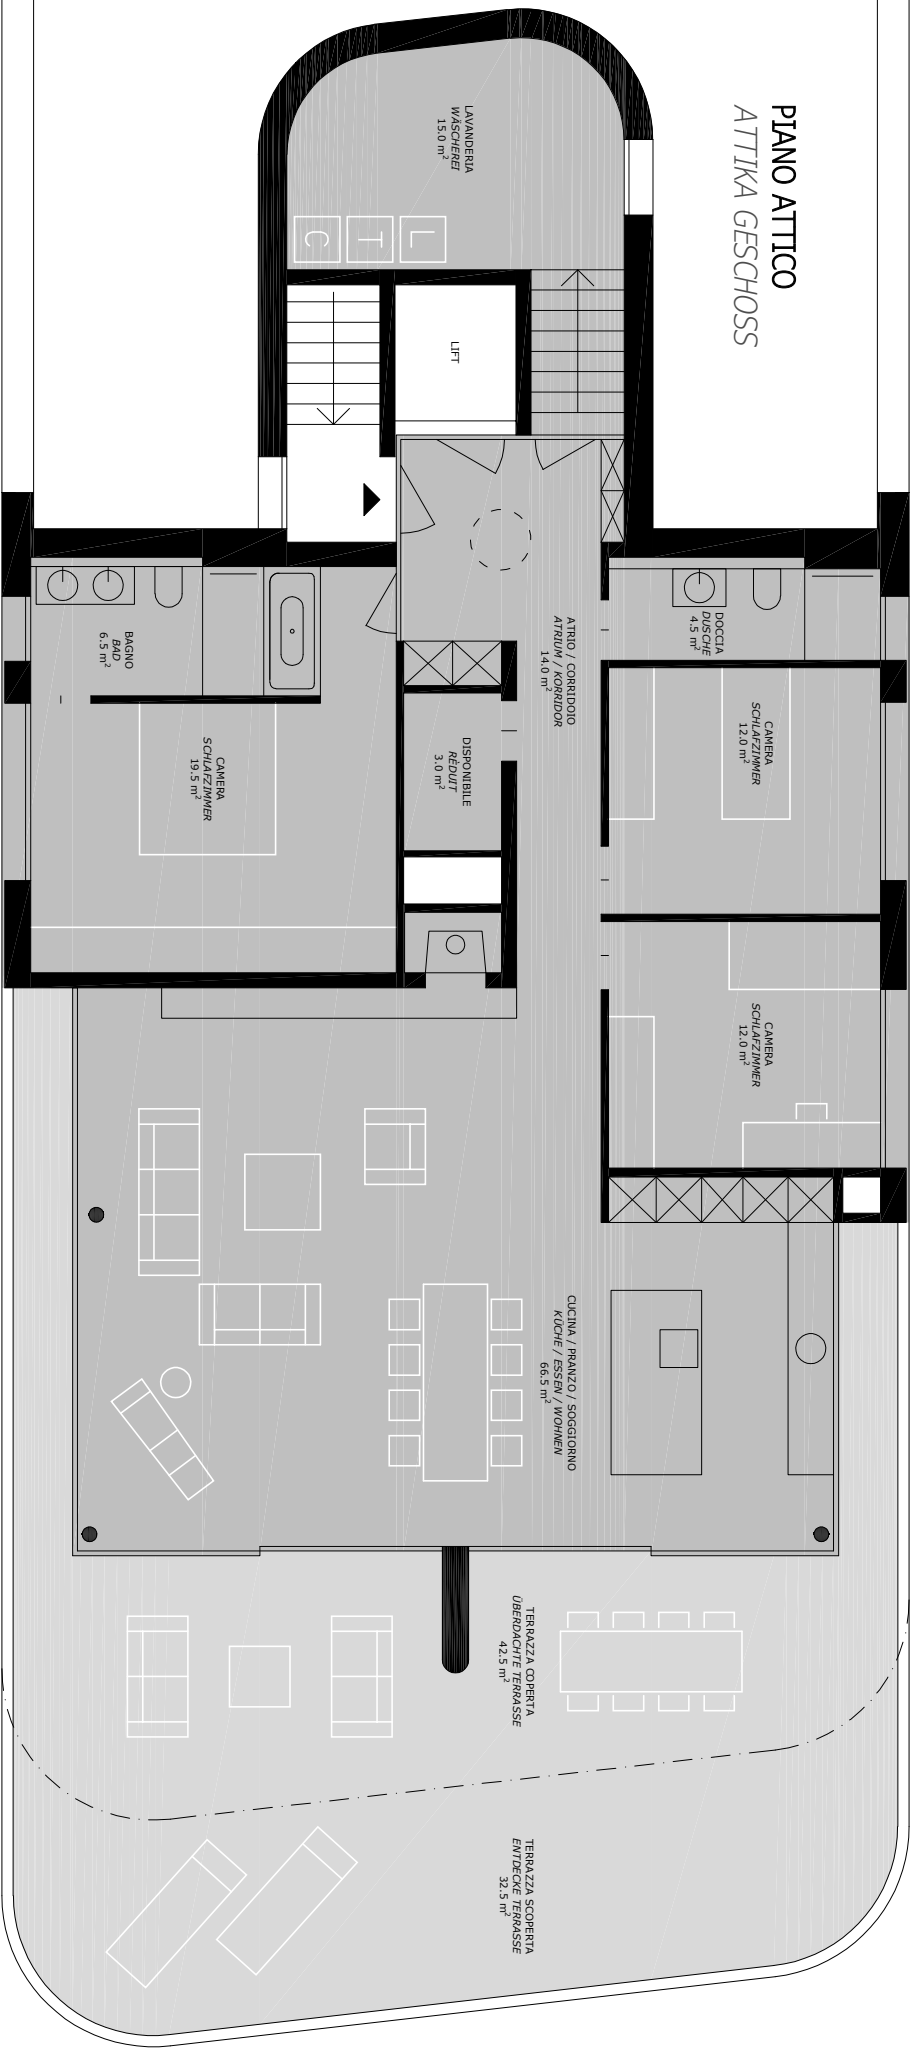 PIANO ATTICO
ATTIKA GESCHOSS
LAVANDERIA
WÄSCHEREI
15.0 m²
L
T
C
LIFT
ATRIO / CORRIDOIO
ATRIUM / KORRIDOR
14.0 m²
DOCCIA
DUSCHE
4.5 m²
BAGNO
BAD
6.5 m²
CAMERA
SCHLAFZIMMER
12.0 m²
DISPONIBILE
RÉDUIT
3.0 m²
CAMERA
SCHLAFZIMMER
19.5 m²
CAMERA
SCHLAFZIMMER
12.0 m²
CUCINA / PRANZO / SOGGIORNO
KÜCHE / ESSEN / WOHNEN
66.5 m²
TERRAZZA COPERTA
ÜBERDACHTE TERRASSE
42.5 m²
TERRAZZA SCOPERTA
ENTDECKE TERRASSE
32.5 m²